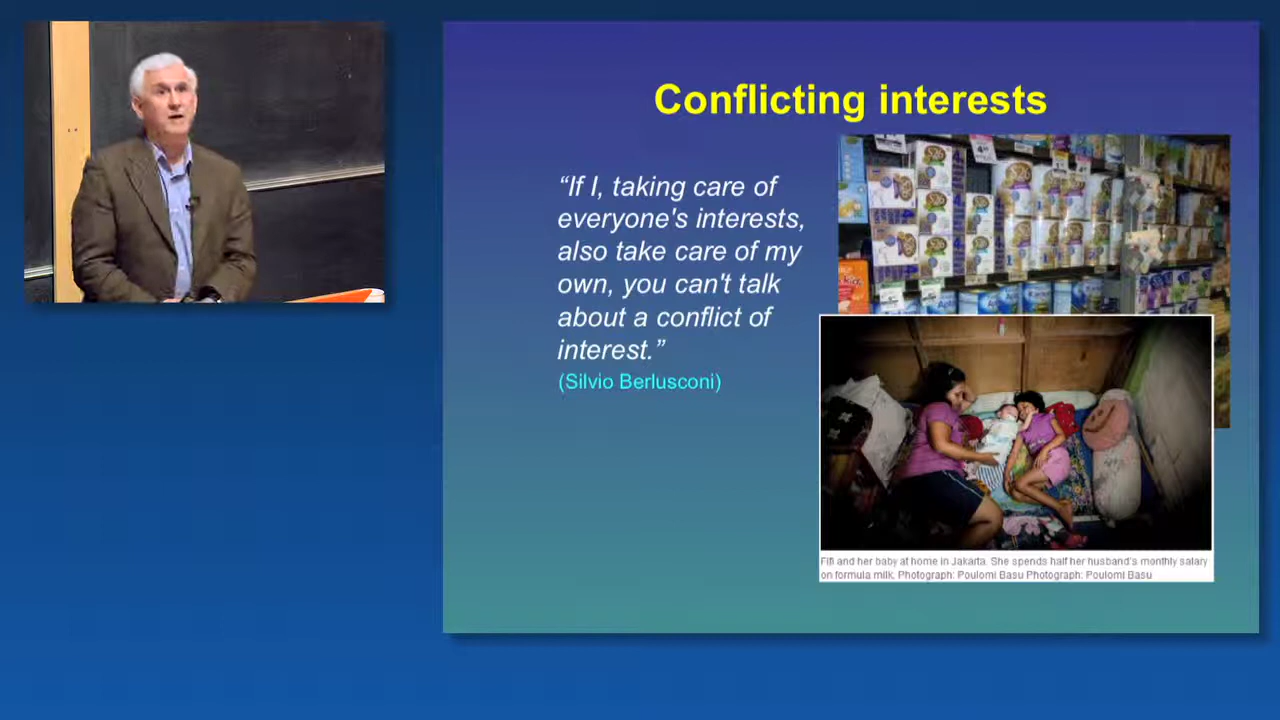 Conflicting interests
“If I, taking care of
everyone's interests,
also take care of my
own, you can't talk
about a conflict of
interest.”
(Silvio Berlusconi)
Fifi and her baby at home in Jakarta. She spends half her husband's monthly salary
on formula milk. Photograph: Poulomi Basu Photograph: Poulomi Basu